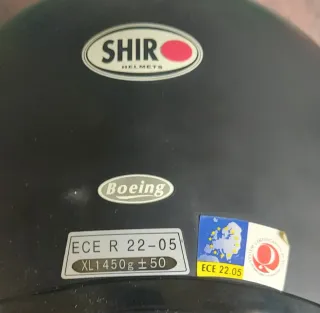 SHIRO
HELMETS
Boeing
ECE R 22-05
XL1450g±50
ECE 22.05